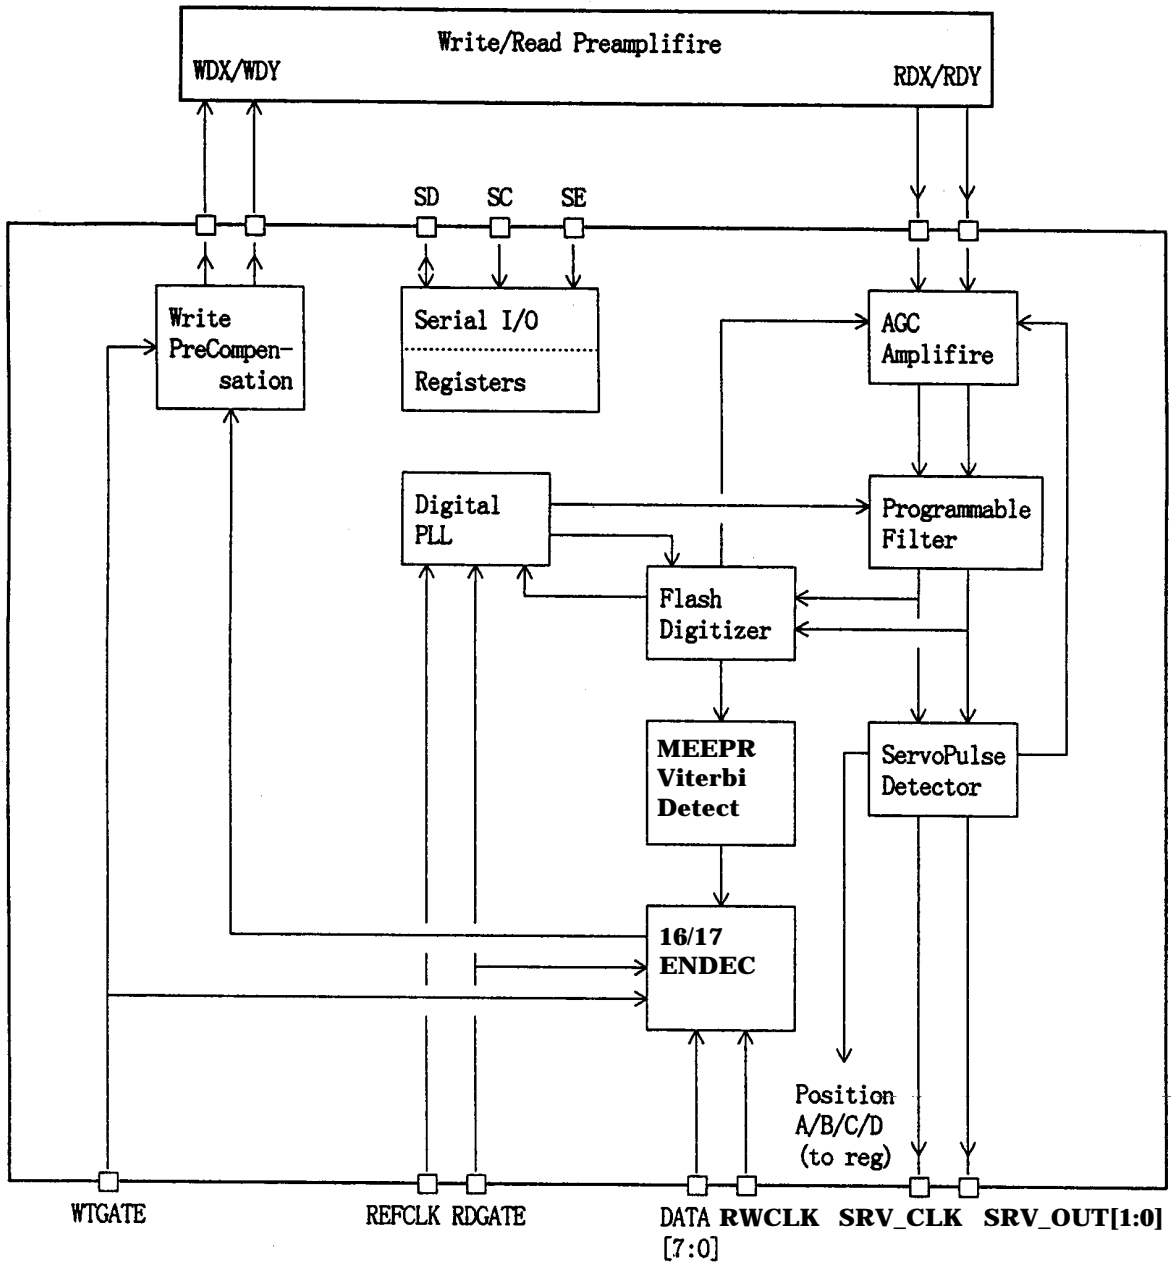 Write/Read Preamplifire
WDX/WDY
RDX/RDY
SD
SC
SE
Write
PreCompen-
sation
Serial I/O
Registers
AGC
Amplifire
Digital
PLL
Programmable
Filter
Flash
Digitizer
MEEPR
Viterbi
Detect
ServoPulse
Detector
16/17
ENDEC
Position
A/B/C/D
(to reg)
WTGATE
REFCLK
RDGATE
DATA
[7:0]
RWCLK
SRV_CLK
SRV_OUT[1:0]